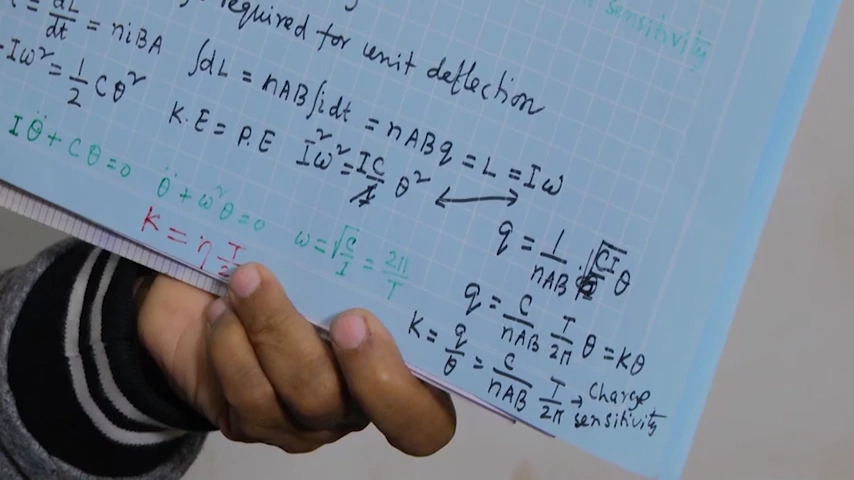 sensitivity
required for unit deflection
dL/dt = niBA
∫dL = nAB∫idt = nABq = L = Iω
Iω² = 1/2 Cθ²
K.E = P.E I²ω² = IC θ²
Iθ̈ + Cθ = 0
θ̈ + ω²θ = 0
ω = √C/I = 2π/T
K = η T
q = 1/nAB √CI θ
q = C/nAB T/2π θ = Kθ
K = q/θ = C/nAB T/2π → charge sensitivity